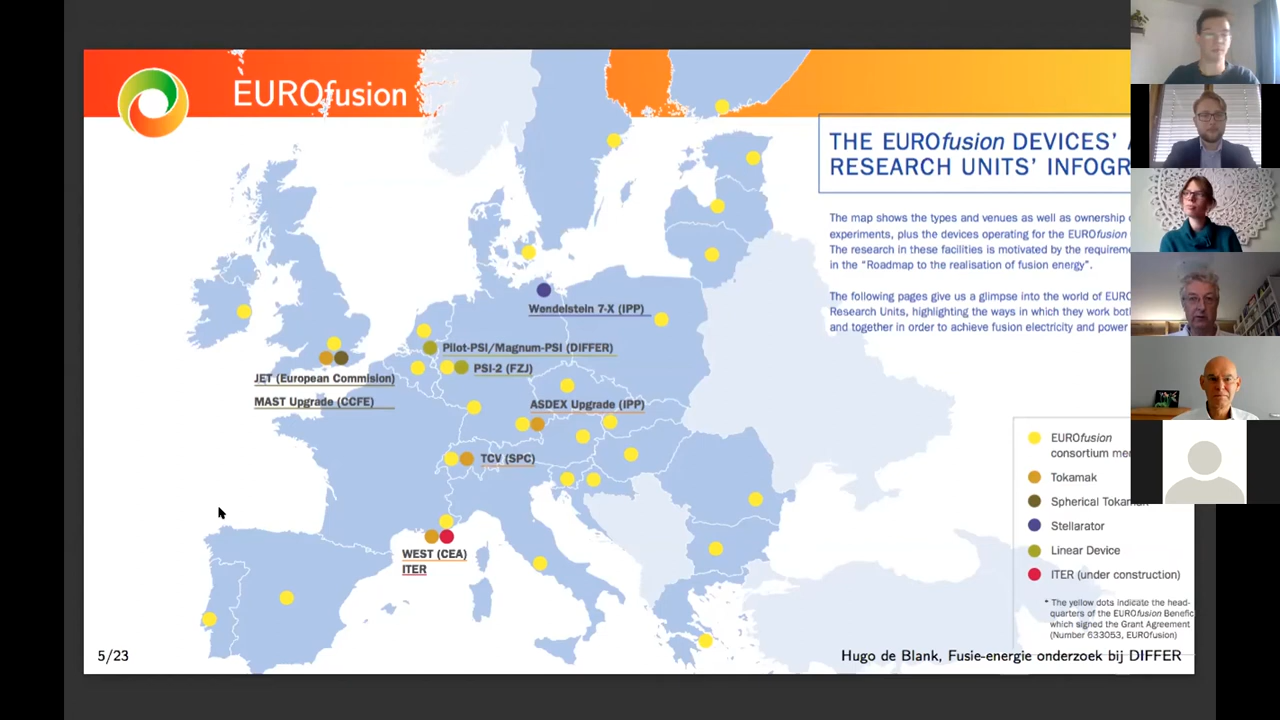 EUROfusion
THE EUROfusion DEVICES'
RESEARCH UNITS' INFOGR
The map shows the types and venues as well as ownership
experiments, plus the devices operating for the EUROfusion
The research in these facilities is motivated by the requireme
in the “Roadmap to the realisation of fusion energy”.
The following pages give us a glimpse into the world of EURO
Research Units, highlighting the ways in which they work both
and together in order to achieve fusion electricity and power
Wendelstein 7-X (IPP)
Pilot-PSI/Magnum-PSI (DIFFER)
PSI-2 (FZJ)
JET (European Commision)
MAST Upgrade (CCFE)
ASDEX Upgrade (IPP)
TCV (SPC)
WEST (CEA)
ITER
EUROfusion
consortium me
Tokamak
Spherical Tokamak
Stellarator
Linear Device
ITER (under construction)
* The yellow dots indicate the head-
quarters of the EUROfusion Benefic
which signed the Grant Agreement
(Number 633053, EUROfusion)
5/23
Hugo de Blank, Fusie-energie onderzoek bij DIFFER